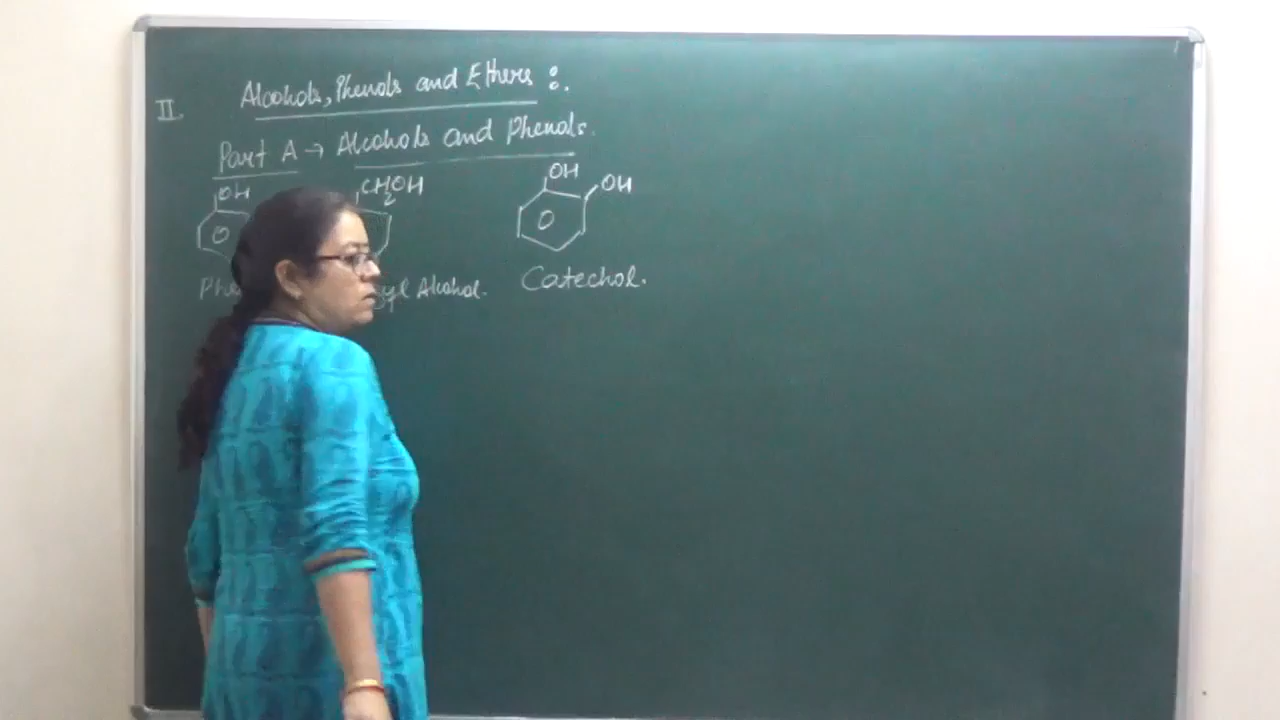 II. Alcohols, Phenols and Ethers :.
Part A → Alcohols and Phenols.
OH CH2OH OH OH
Alcohol. Catechol.